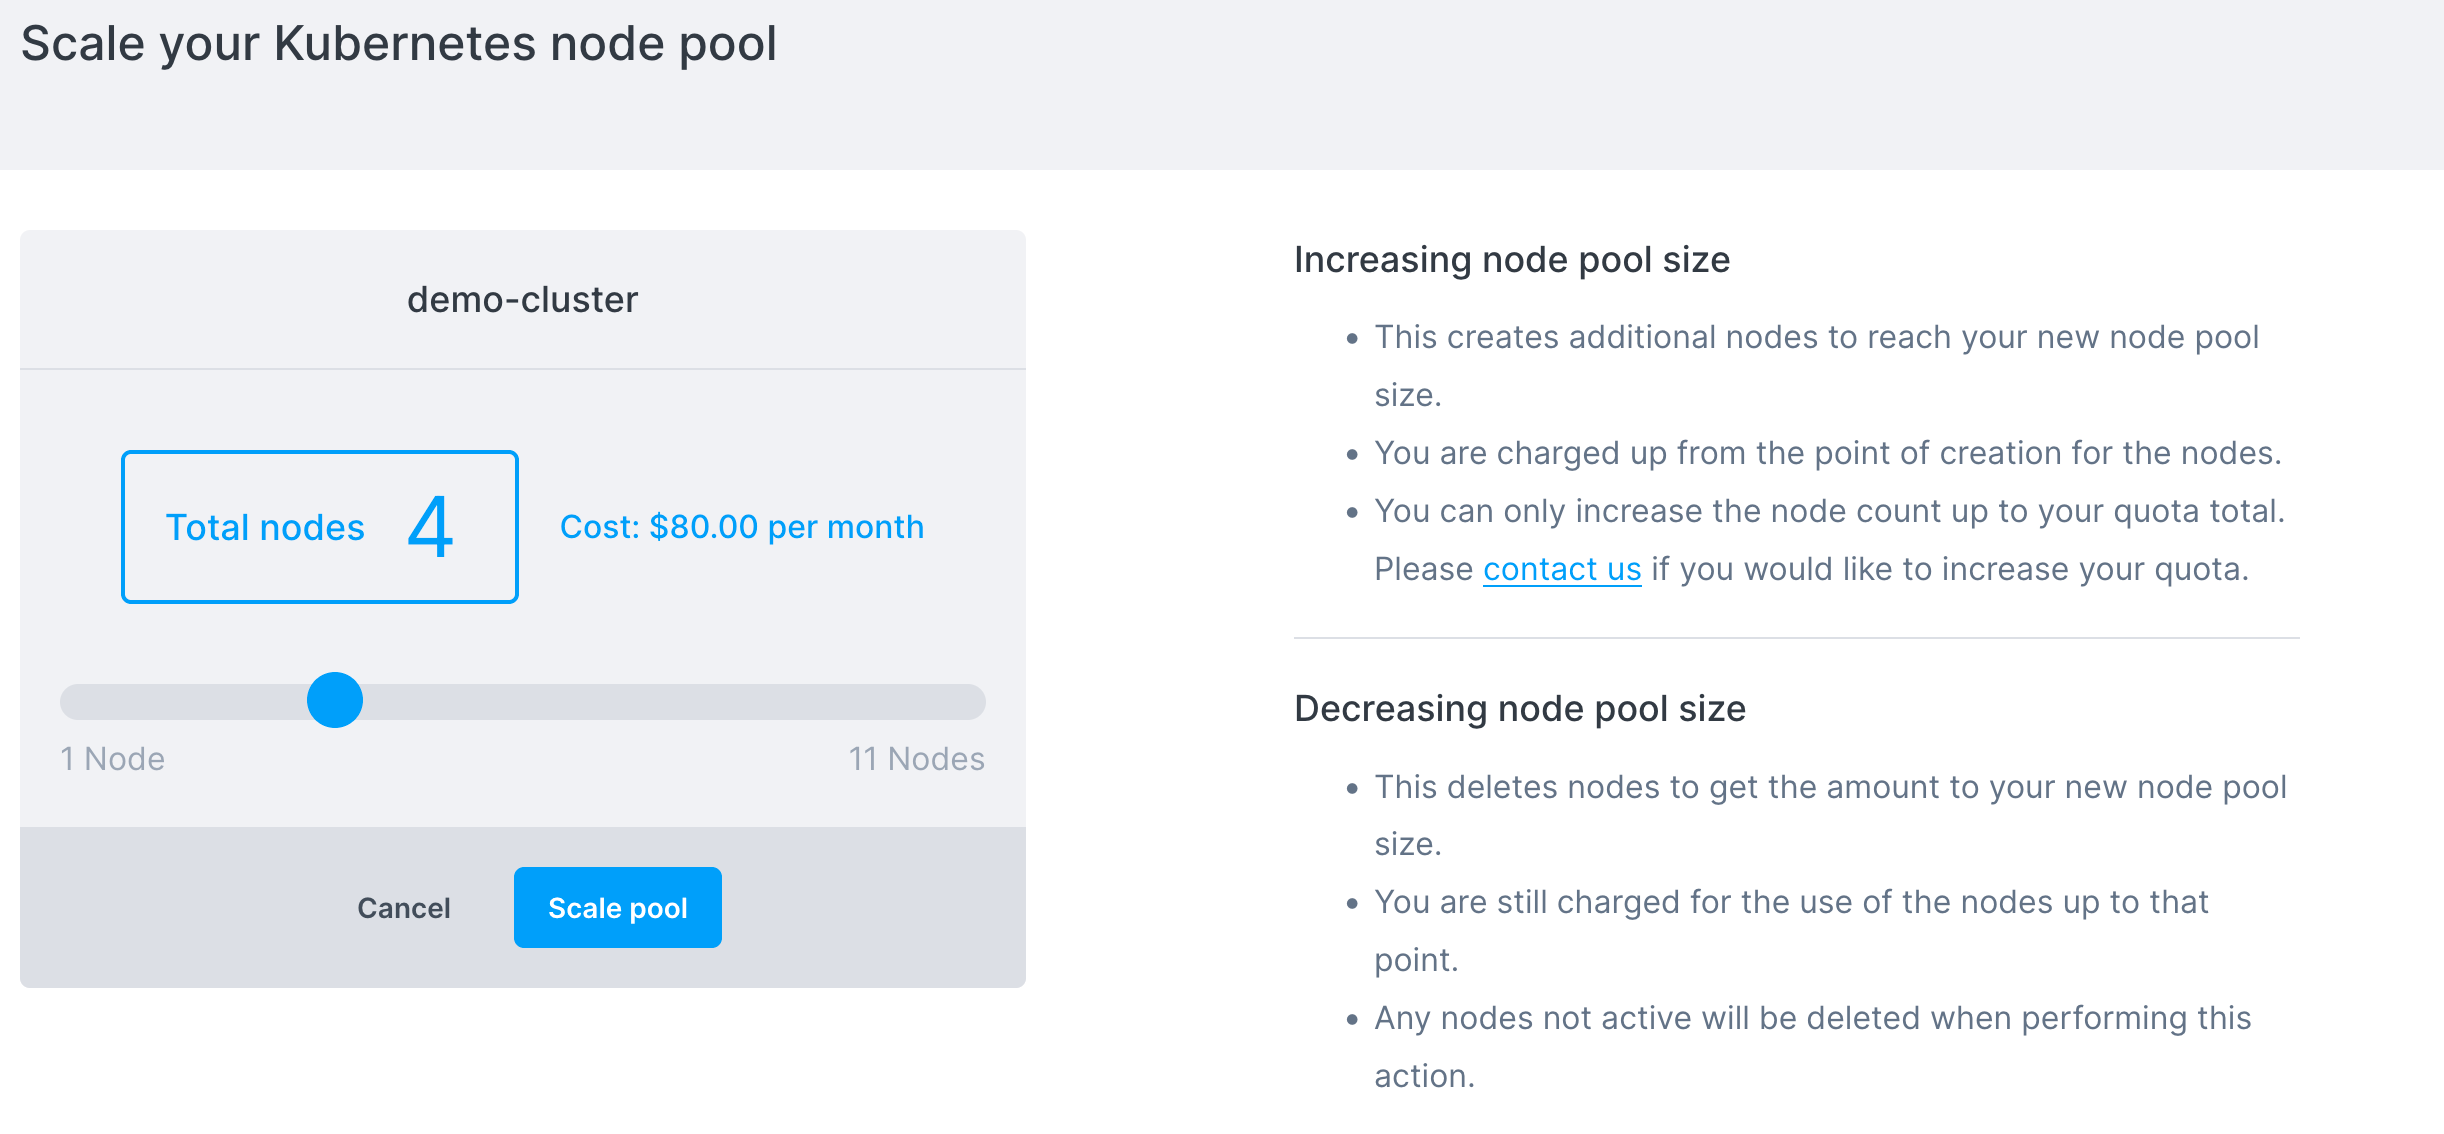 Scale your Kubernetes node pool
demo-cluster
Total nodes 4
Cost: $80.00 per month
1 Node
11 Nodes
Cancel
Scale pool
Increasing node pool size
• This creates additional nodes to reach your new node pool
size.
• You are charged up from the point of creation for the nodes.
• You can only increase the node count up to your quota total.
Please contact us if you would like to increase your quota.
Decreasing node pool size
• This deletes nodes to get the amount to your new node pool
size.
• You are still charged for the use of the nodes up to that
point.
• Any nodes not active will be deleted when performing this
action.